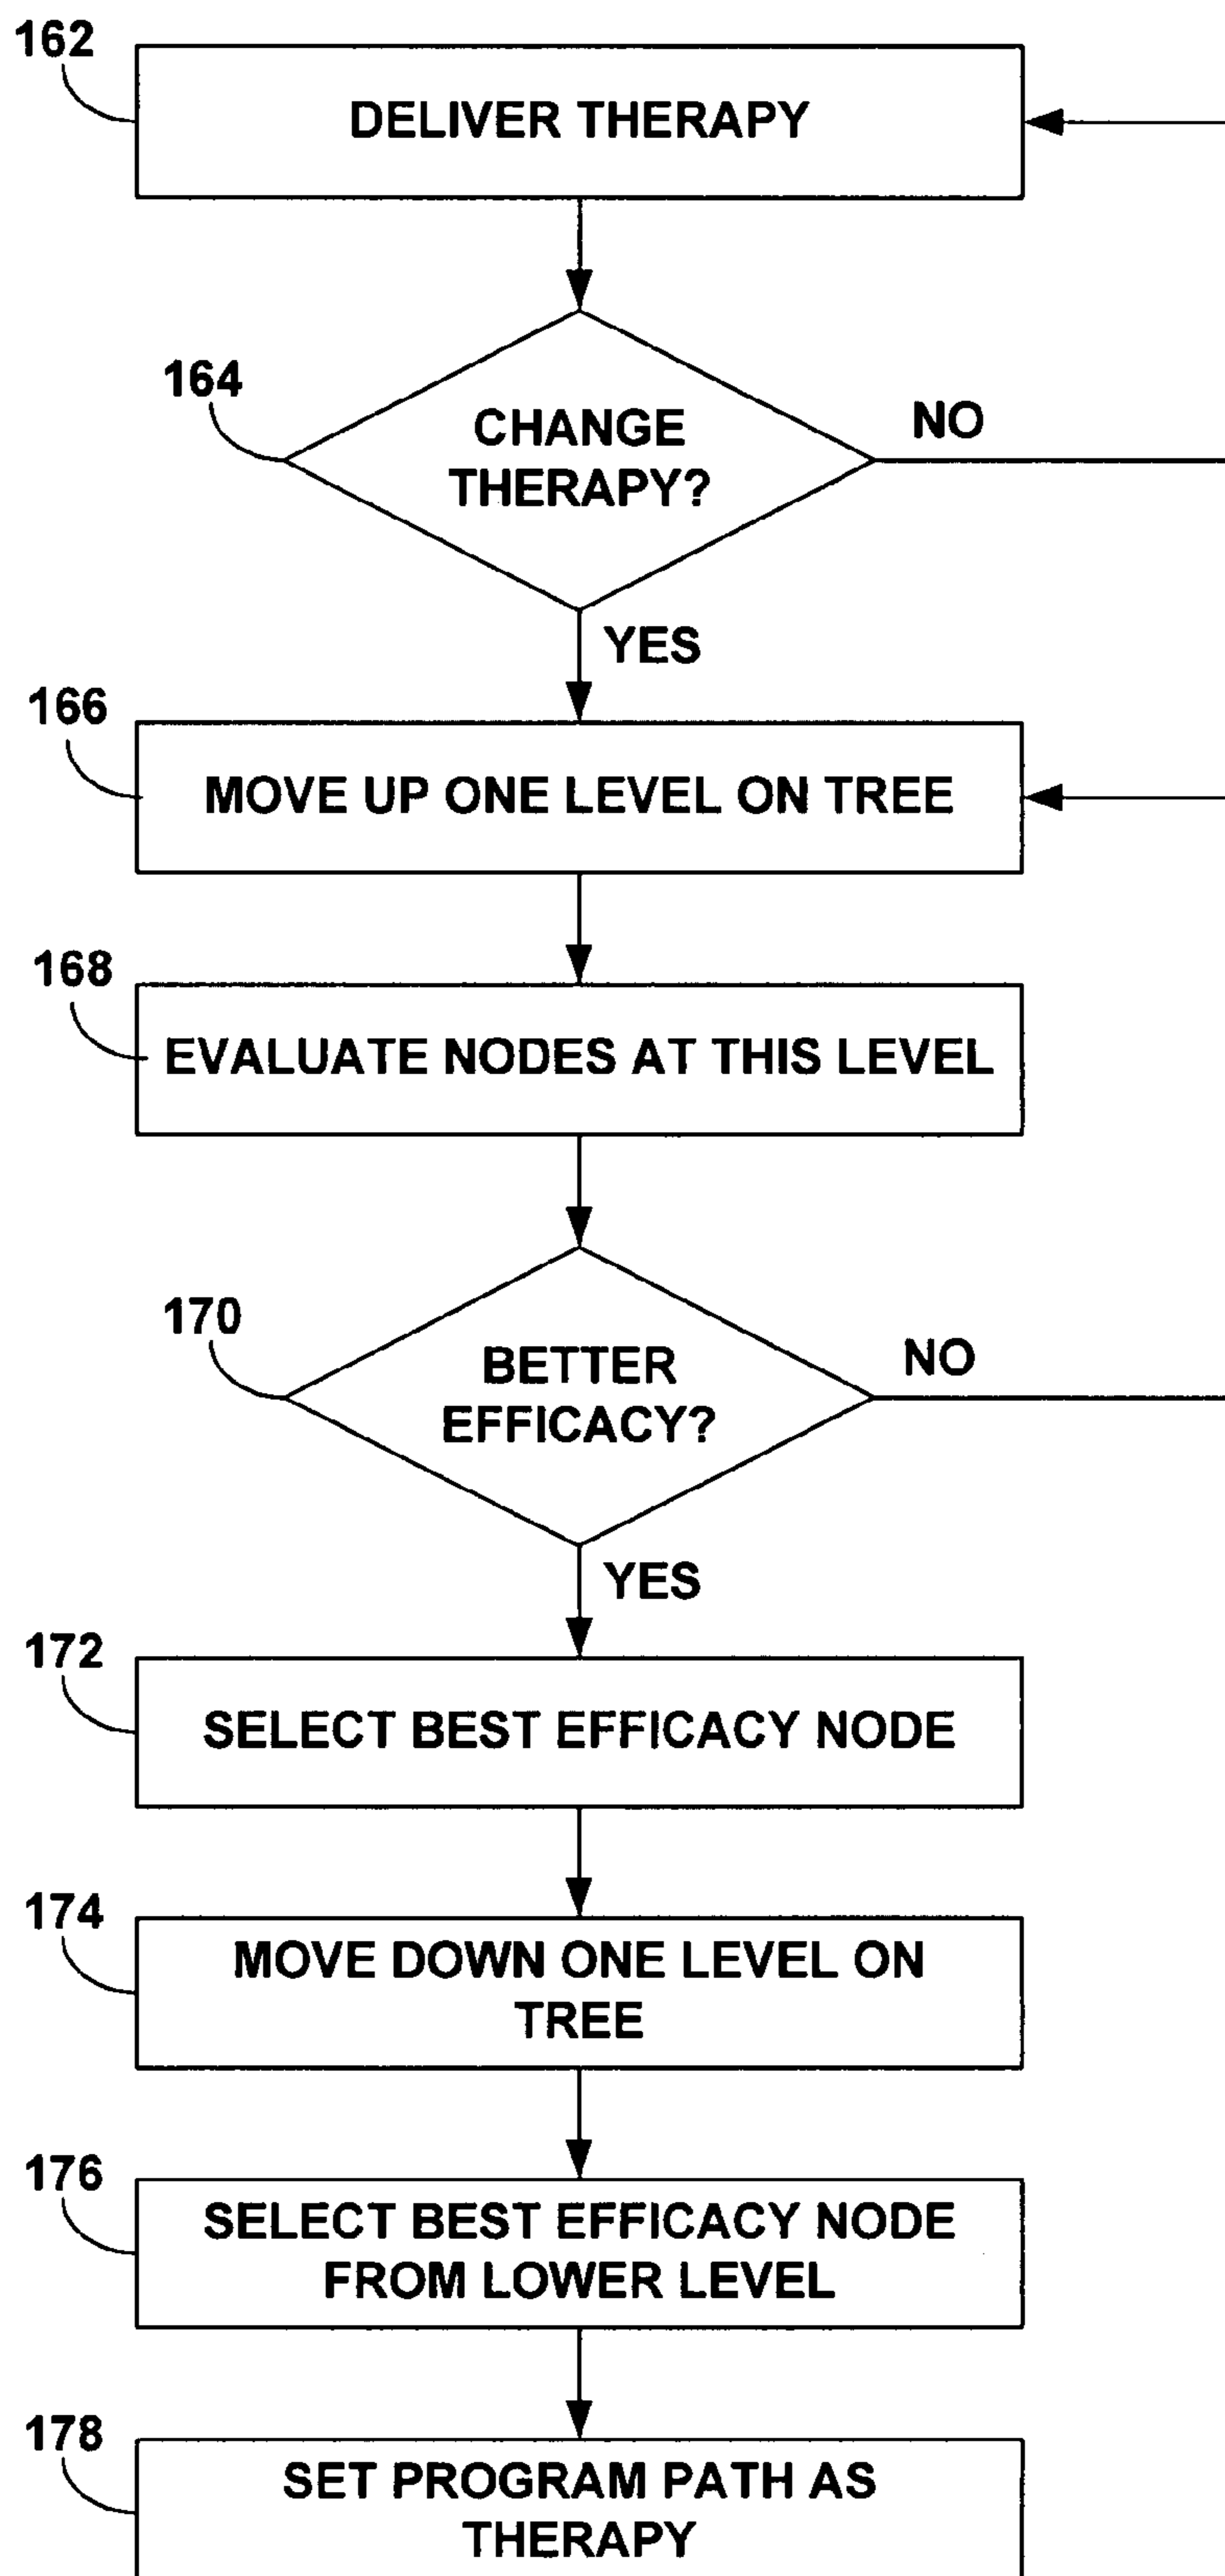 162
DELIVER THERAPY
164
CHANGE
THERAPY?
NO
YES
166
MOVE UP ONE LEVEL ON TREE
168
EVALUATE NODES AT THIS LEVEL
170
BETTER
EFFICACY?
NO
YES
172
SELECT BEST EFFICACY NODE
174
MOVE DOWN ONE LEVEL ON
TREE
176
SELECT BEST EFFICACY NODE
FROM LOWER LEVEL
178
SET PROGRAM PATH AS
THERAPY